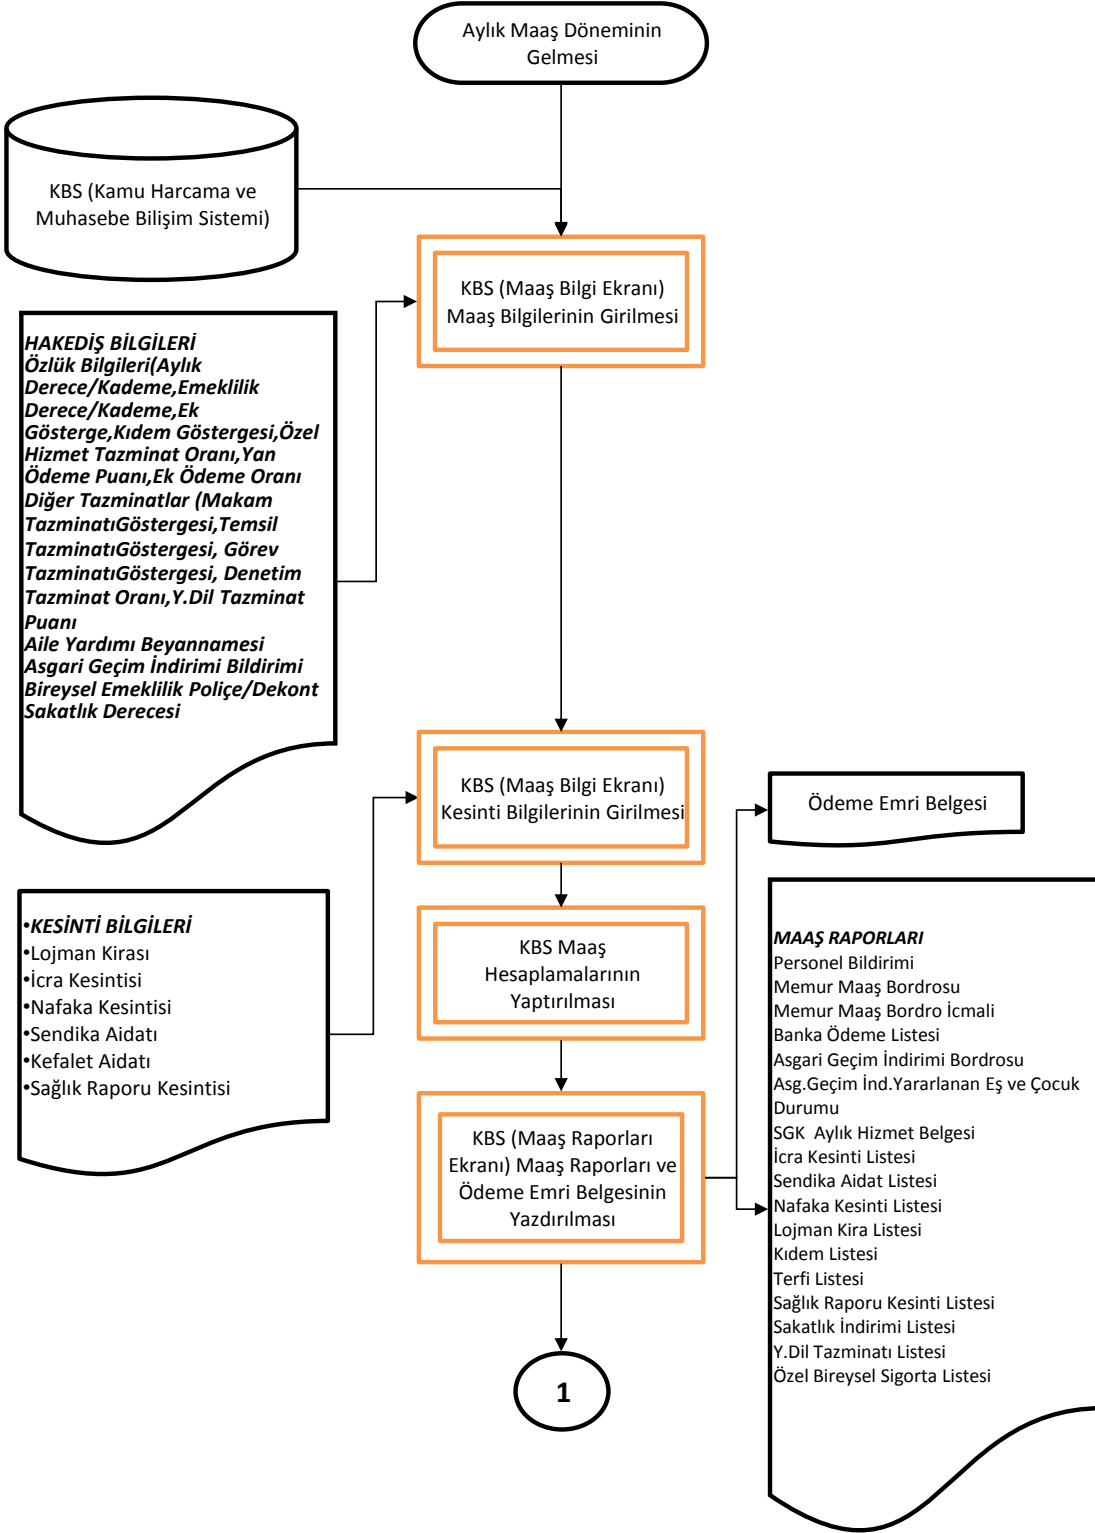 Aylık Maaş Döneminin
Gelmesi
KBS (Kamu Harcama ve
Muhasebe Bilişim Sistemi)
KBS (Maaş Bilgi Ekranı)
Maaş Bilgilerinin Girilmesi
HAKEDİŞ BİLGİLERİ
Özlük Bilgileri(Aylık
Derece/Kademe,Emeklilik
Derece/Kademe,Ek
Gösterge,Kıdem Göstergesi,Özel
Hizmet Tazminat Oranı,Yan
Ödeme Puanı,Ek Ödeme Oranı
Diğer Tazminatlar (Makam
TazminatıGöstergesi,Temsil
TazminatıGöstergesi, Görev
TazminatıGöstergesi, Denetim
Tazminat Oranı,Y.Dil Tazminat
Puanı
Aile Yardımı Beyannamesi
Asgari Geçim İndirimi Bildirimi
Bireysel Emeklilik Poliçe/Dekont
Sakatlık Derecesi
KBS (Maaş Bilgi Ekranı)
Kesinti Bilgilerinin Girilmesi
Ödeme Emri Belgesi
•KESİNTİ BİLGİLERİ
•Lojman Kirası
•İcra Kesintisi
•Nafaka Kesintisi
•Sendika Aidatı
•Kefalet Aidatı
•Sağlık Raporu Kesintisi
KBS Maaş
Hesaplamalarının
Yaptırılması
KBS (Maaş Raporları
Ekranı) Maaş Raporları ve
Ödeme Emri Belgesinin
Yazdırılması
MAAŞ RAPORLARI
Personel Bildirimi
Memur Maaş Bordrosu
Memur Maaş Bordro İcmali
Banka Ödeme Listesi
Asgari Geçim İndirimi Bordrosu
Asg.Geçim İnd.Yararlanan Eş ve Çocuk
Durumu
SGK  Aylık Hizmet Belgesi
İcra Kesinti Listesi
Sendika Aidat Listesi
Nafaka Kesinti Listesi
Lojman Kira Listesi
Kıdem Listesi
Terfi Listesi
Sağlık Raporu Kesinti Listesi
Sakatlık İndirimi Listesi
Y.Dil Tazminatı Listesi
Özel Bireysel Sigorta Listesi
1